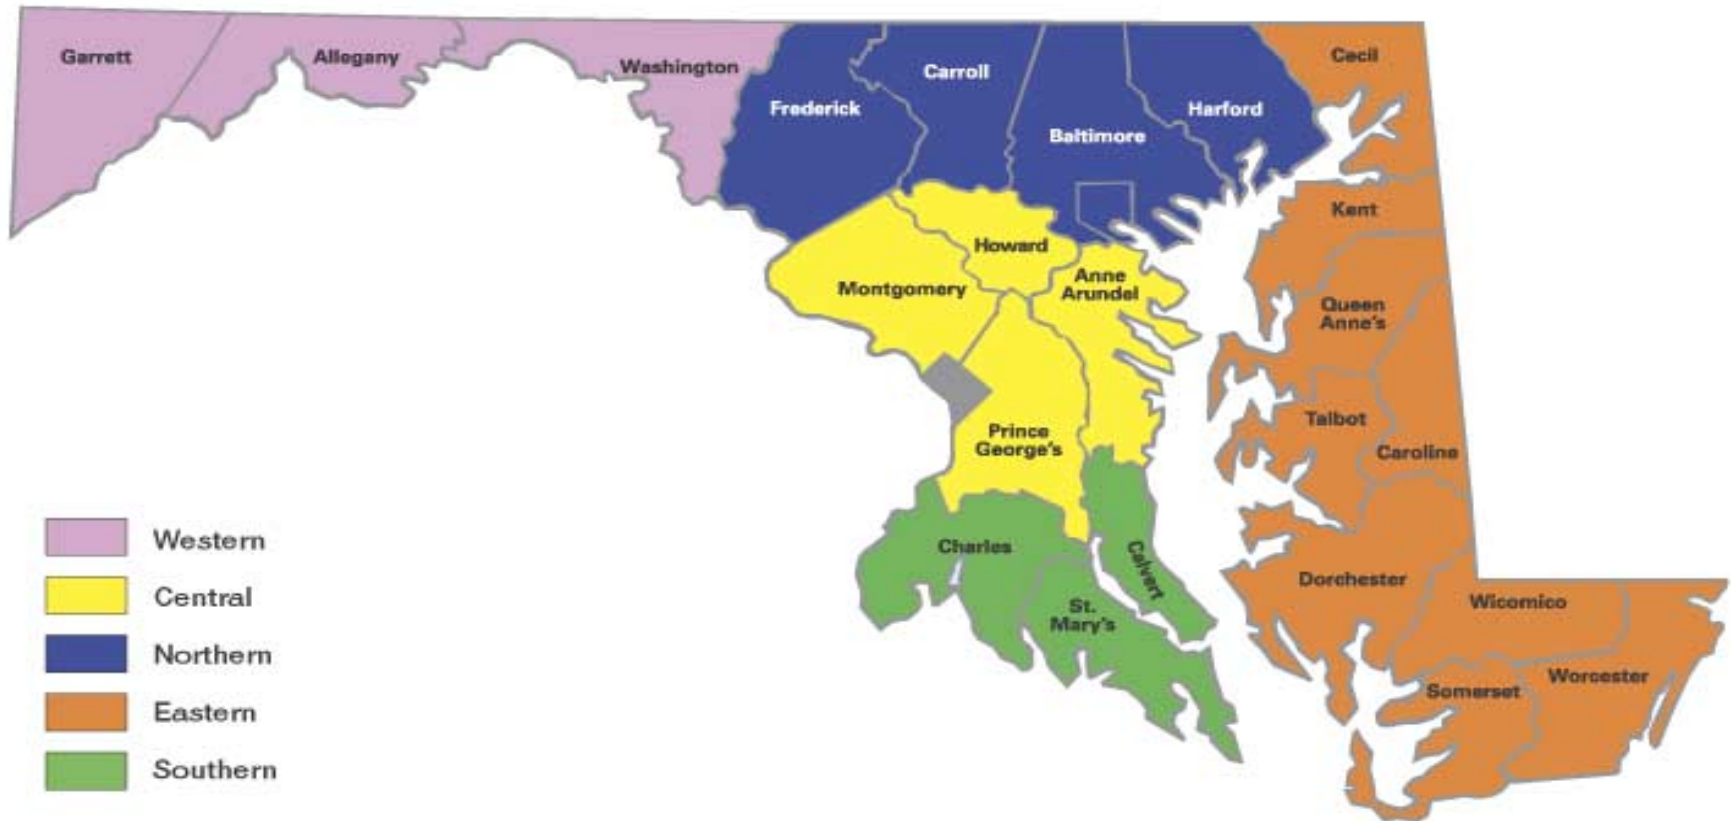 Garrett
Allegany
Washington
Frederick
Carroll
Baltimore
Harford
Cecil
Kent
Howard
Montgomery
Anne
Arundel
Queen
Anne's
Talbot
Caroline
Prince
George's
Charles
Calvert
St.
Mary's
Dorchester
Wicomico
Somerset
Worcester
Western
Central
Northern
Eastern
Southern